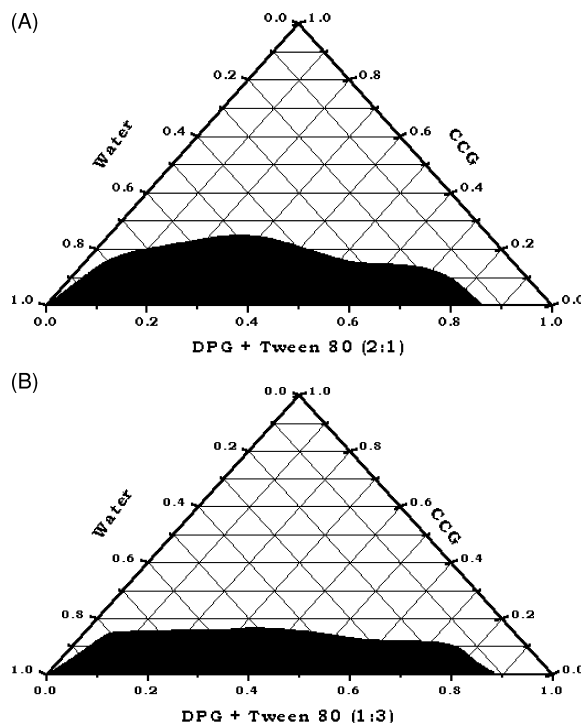 (A)
0.0 1.0
0.2 0.8
0.4 0.6
Water CCG
0.6 0.4
0.8 0.2
1.0 0.0
0.0 0.2 0.4 0.6 0.8 1.0
DPG + Tween 80 (2:1)
(B)
0.0 1.0
0.2 0.8
0.4 0.6
Water CCG
0.6 0.4
0.8 0.2
1.0 0.0
0.0 0.2 0.4 0.6 0.8 1.0
DPG + Tween 80 (1:3)